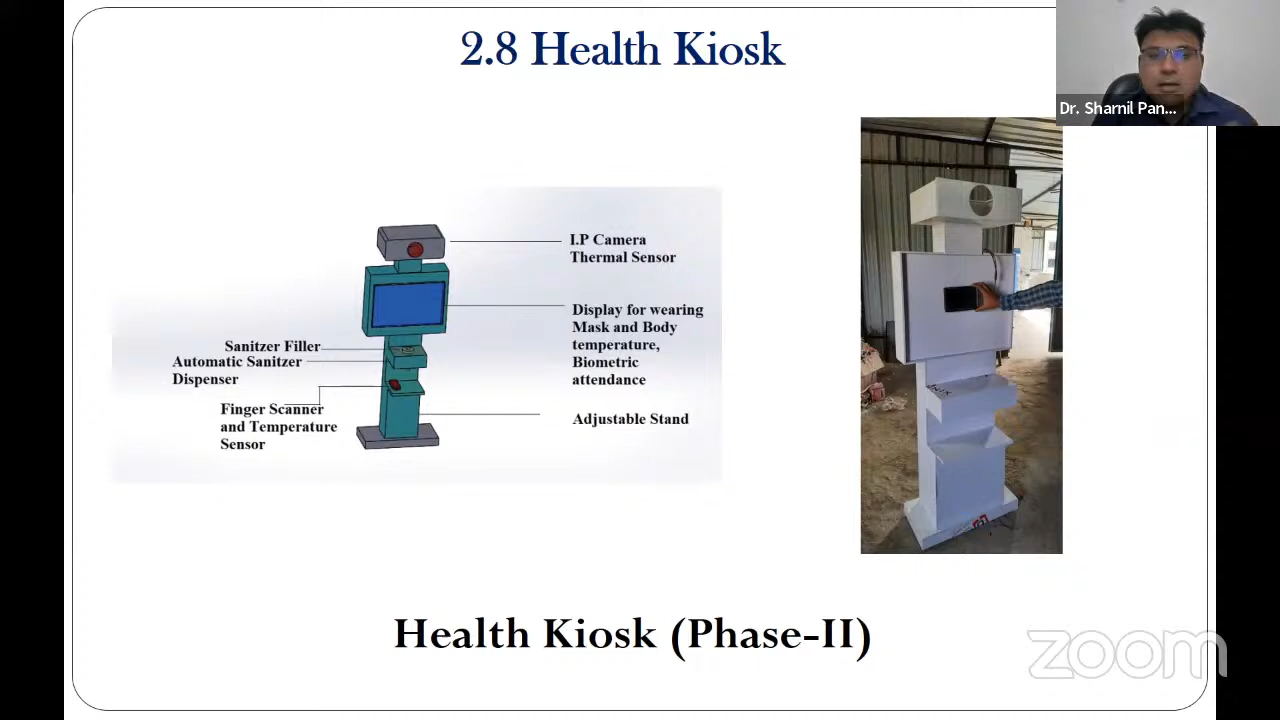 2.8 Health Kiosk
Dr. Sharnil Pan...
I.P Camera
Thermal Sensor
Display for wearing
Mask and Body
temperature,
Biometric
attendance
Sanitzer Filler
Automatic Sanitzer
Dispenser
Finger Scanner
and Temperature
Sensor
Adjustable Stand
Health Kiosk (Phase-II)
zoom